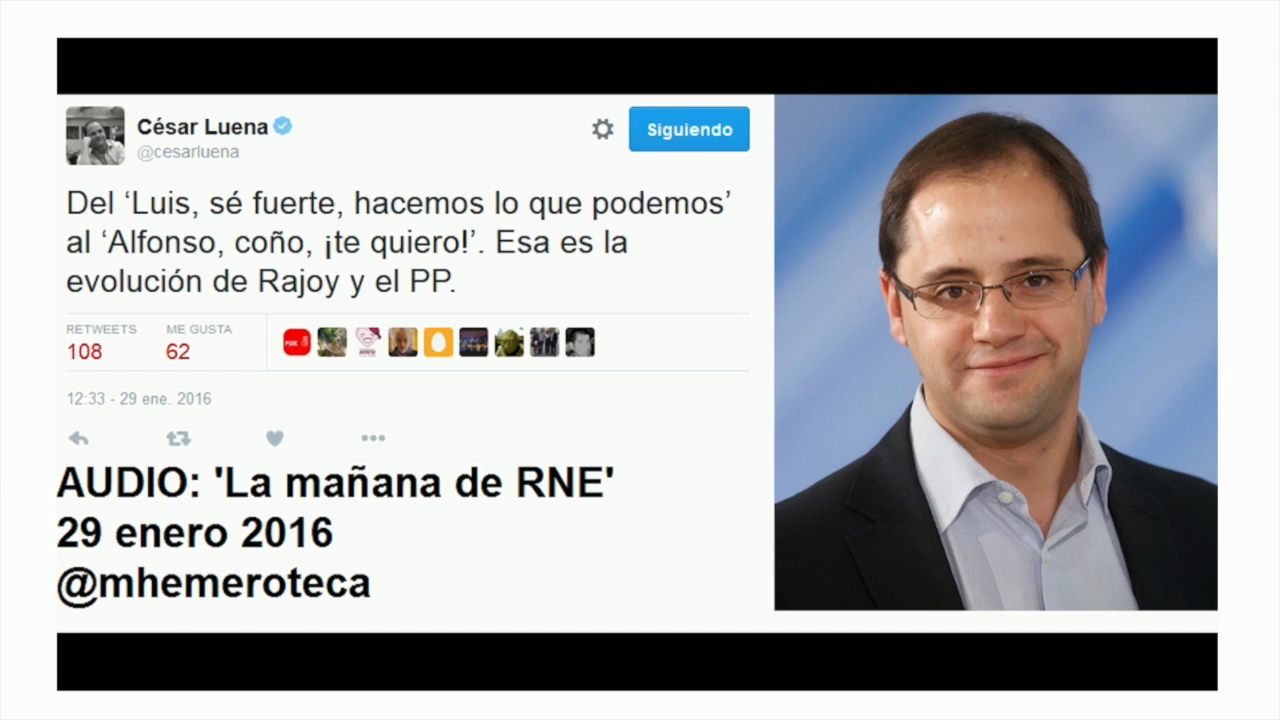 César Luena
@cesarluena
Siguiendo
Del ‘Luis, sé fuerte, hacemos lo que podemos’
al ‘Alfonso, coño, ¡te quiero!’. Esa es la
evolución de Rajoy y el PP.
RETWEETS ME GUSTA
108 62
PSOE
12:33 - 29 ene. 2016
AUDIO: 'La mañana de RNE'
29 enero 2016
@mhemeroteca